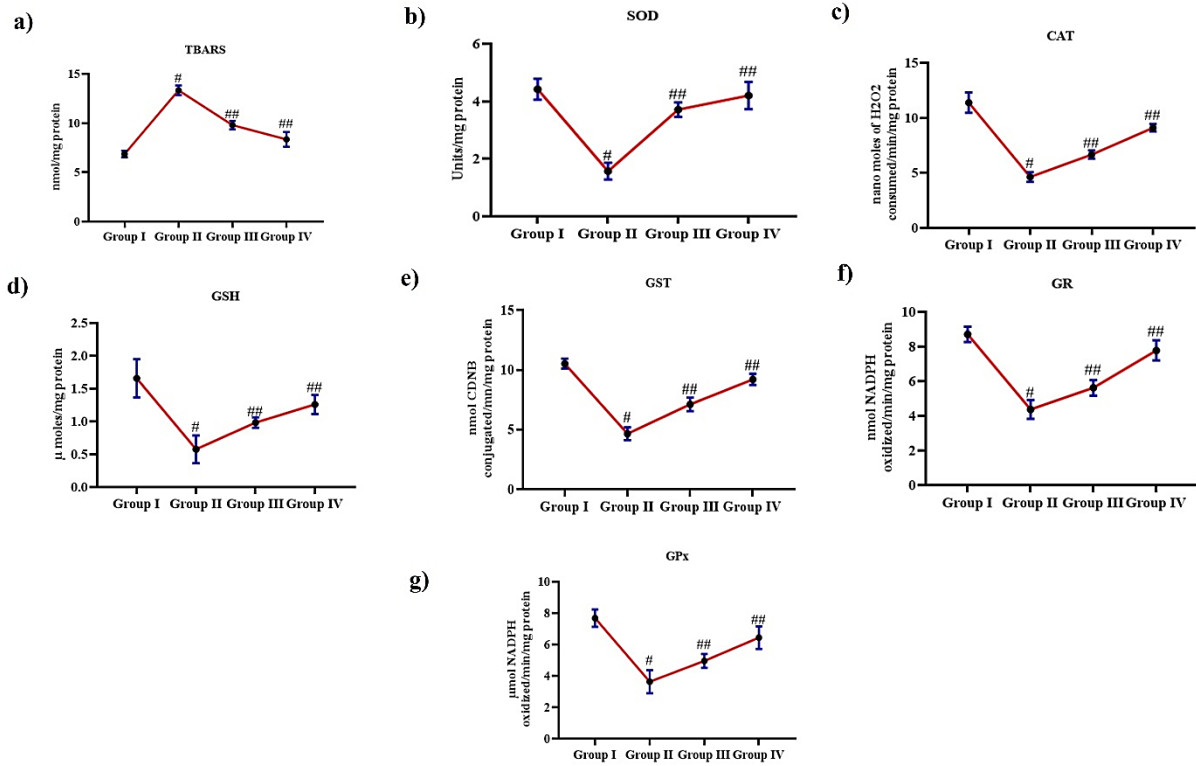 a)
TBARS
nmol/mg protein
15
10
5
0
#
##
##
Group I Group II Group III Group IV
b)
SOD
Units/mg protein
6
4
2
0
#
##
##
Group I Group II Group III Group IV
c)
CAT
nano moles of H2O2
consumed/min/mg protein
15
10
5
0
#
##
##
Group I Group II Group III Group IV
d)
GSH
μ moles/mg protein
2.5
2.0
1.5
1.0
0.5
0.0
#
##
##
Group I Group II Group III Group IV
e)
GST
nmol CDNB
conjugated/mn/mg protein
15
10
5
0
#
##
##
Group I Group II Group III Group IV
f)
GR
nmol NADPH
oxidized/min/mg protein
10
8
6
4
2
0
#
##
##
Group I Group II Group III Group IV
g)
GPx
μmol NADPH
oxidized/min/mg protein
10
8
6
4
2
0
#
##
##
Group I Group II Group III Group IV